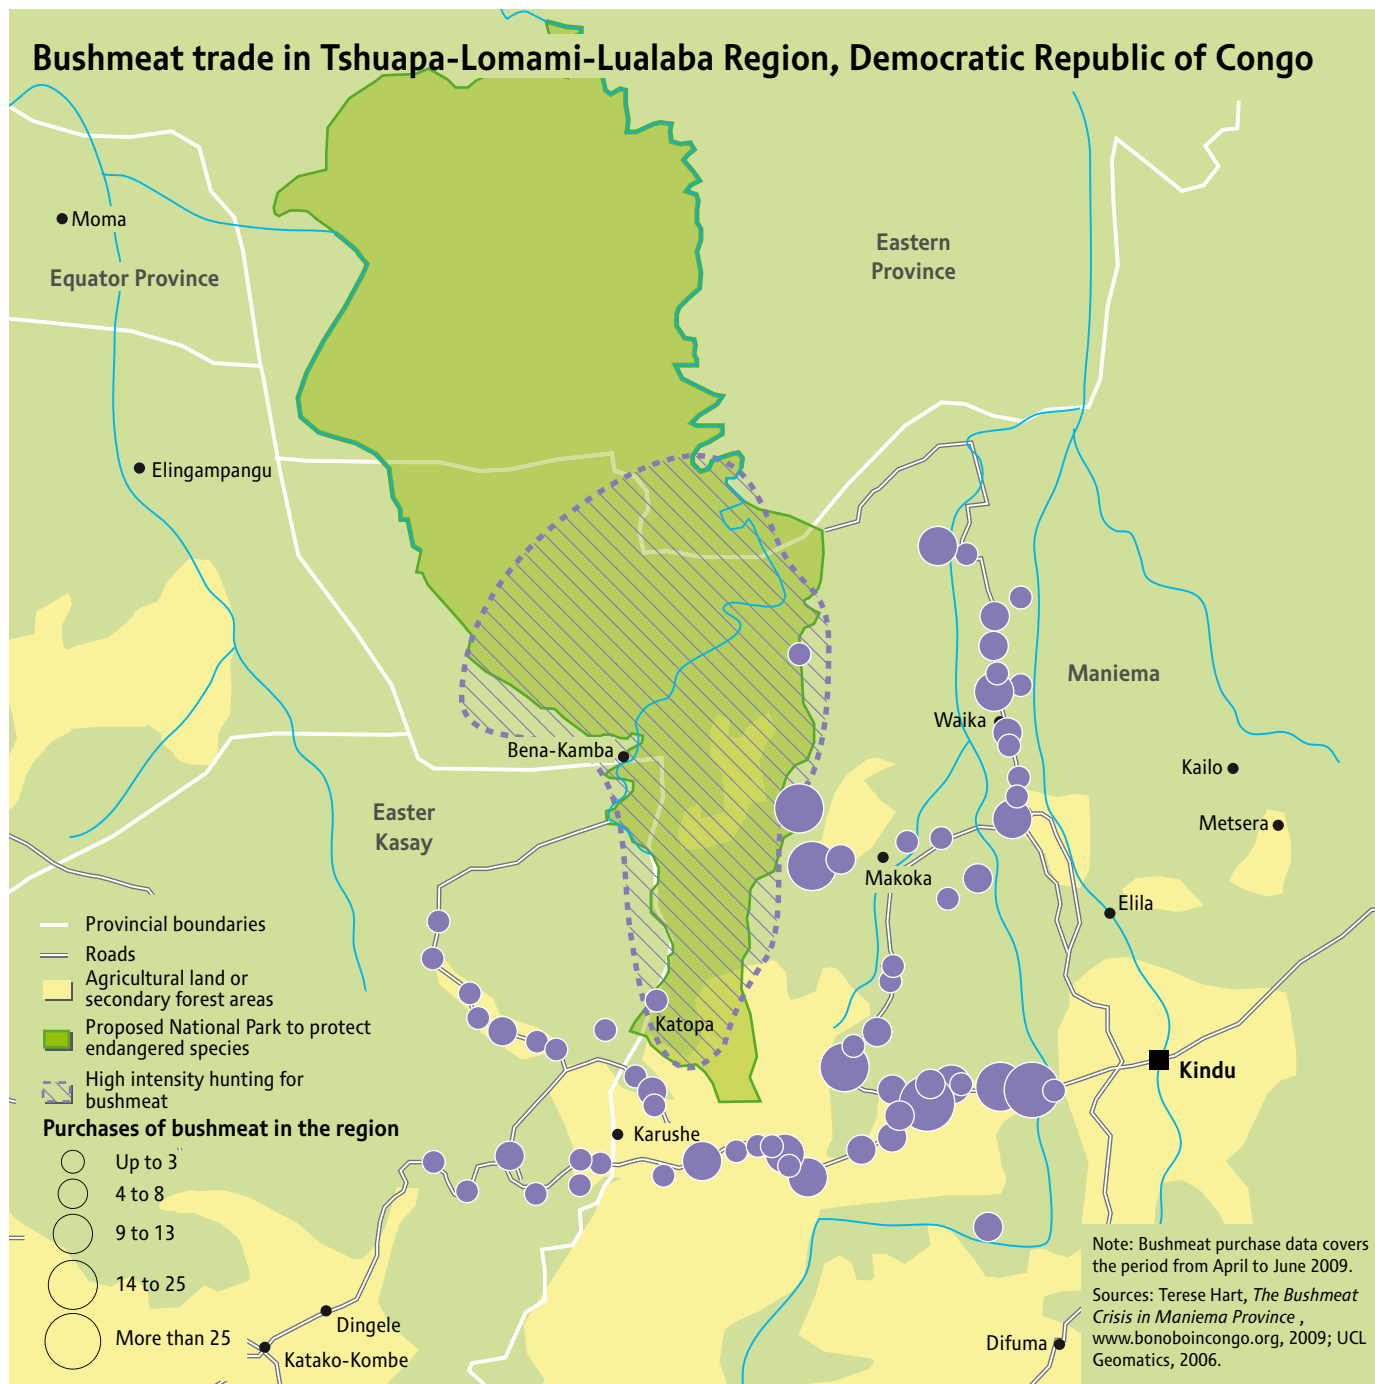 Bushmeat trade in Tshuapa-Lomami-Lualaba Region, Democratic Republic of Congo
Moma
Equator Province
Eastern
Province
Elingampangu
Maniema
Waika
Bena-Kamba
Kailo
Easter
Kasay
Metsera
Makoka
Elila
Katopa
Kindu
Karushe
Dingele
Katako-Kombe
Difuma
Provincial boundaries
Roads
Agricultural land or
secondary forest areas
Proposed National Park to protect
endangered species
High intensity hunting for
bushmeat
Purchases of bushmeat in the region
Up to 3
4 to 8
9 to 13
14 to 25
More than 25
Note: Bushmeat purchase data covers
the period from April to June 2009.
Sources: Terese Hart, The Bushmeat
Crisis in Maniema Province ,
www.bonoboincongo.org, 2009; UCL
Geomatics, 2006.